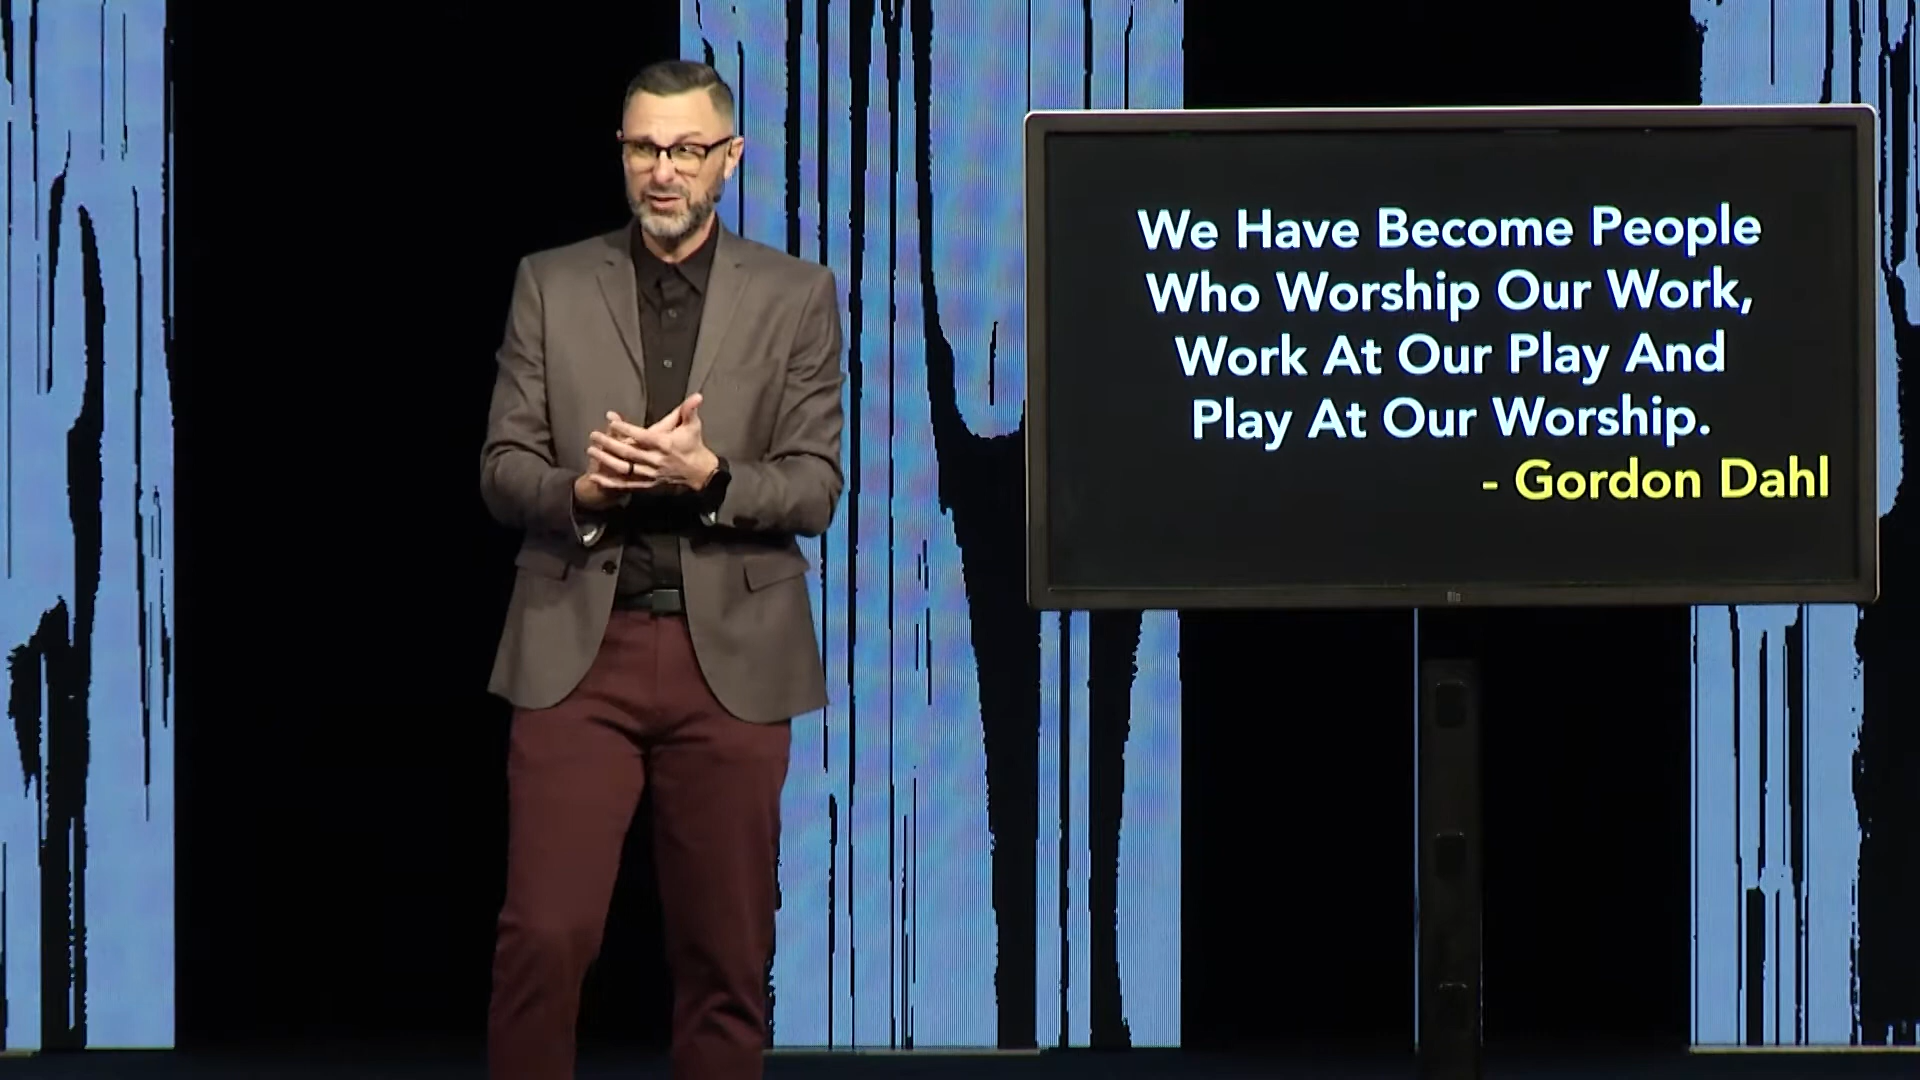 We Have Become People
Who Worship Our Work,
Work At Our Play And
Play At Our Worship.
- Gordon Dahl